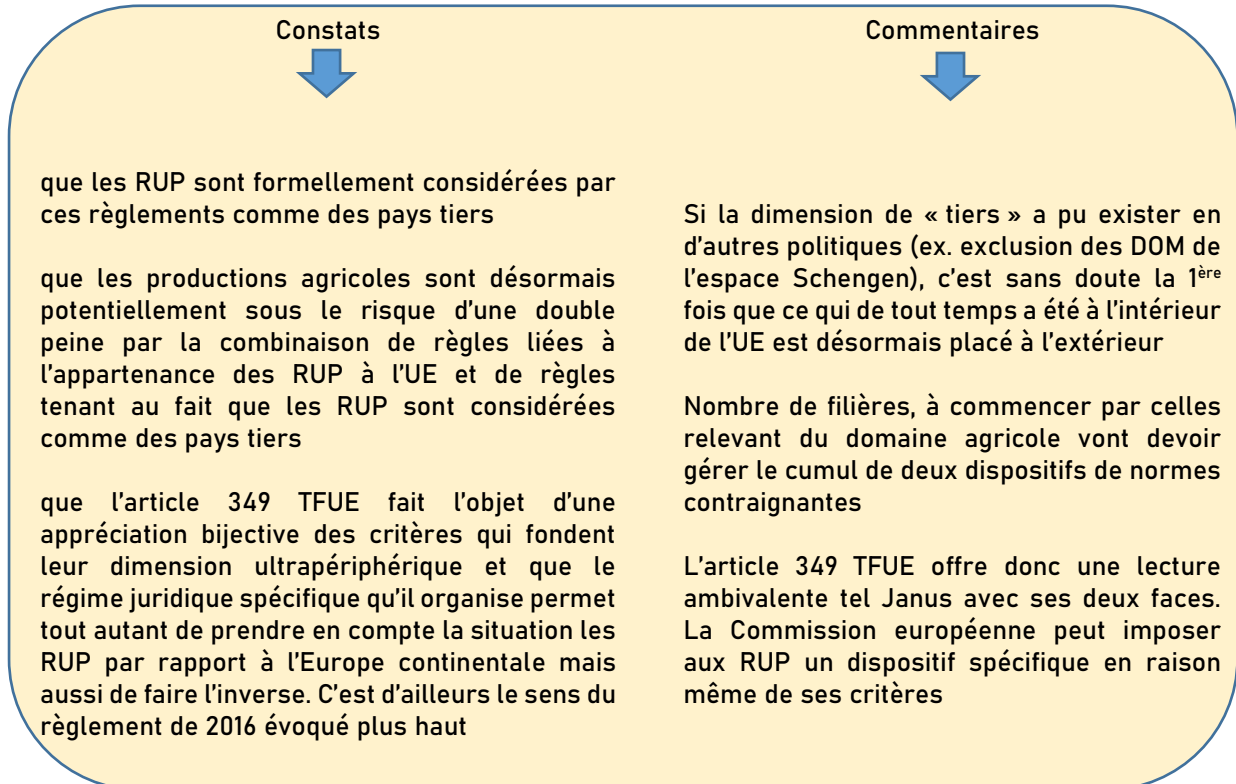 Constats
que les RUP sont formellement considérées par
ces règlements comme des pays tiers
que les productions agricoles sont désormais
potentiellement sous le risque d'une double
peine par la combinaison de règles liées à
l'appartenance des RUP à l'UE et de règles
tenant au fait que les RUP sont considérées
comme des pays tiers
que l'article 349 TFUE fait l'objet d'une
appréciation bijective des critères qui fondent
leur dimension ultrapériphérique et que le
régime juridique spécifique qu'il organise permet
tout autant de prendre en compte la situation les
RUP par rapport à l'Europe continentale mais
aussi de faire l'inverse. C'est d'ailleurs le sens du
règlement de 2016 évoqué plus haut
Commentaires
Si la dimension de « tiers » a pu exister en
d'autres politiques (ex. exclusion des DOM de
l'espace Schengen), c'est sans doute la 1ère
fois que ce qui de tout temps a été à l'intérieur
de l'UE est désormais placé à l'extérieur
Nombre de filières, à commencer par celles
relevant du domaine agricole vont devoir
gérer le cumul de deux dispositifs de normes
contraignantes
L'article 349 TFUE offre donc une lecture
ambivalente tel Janus avec ses deux faces.
La Commission européenne peut imposer
aux RUP un dispositif spécifique en raison
même de ses critères